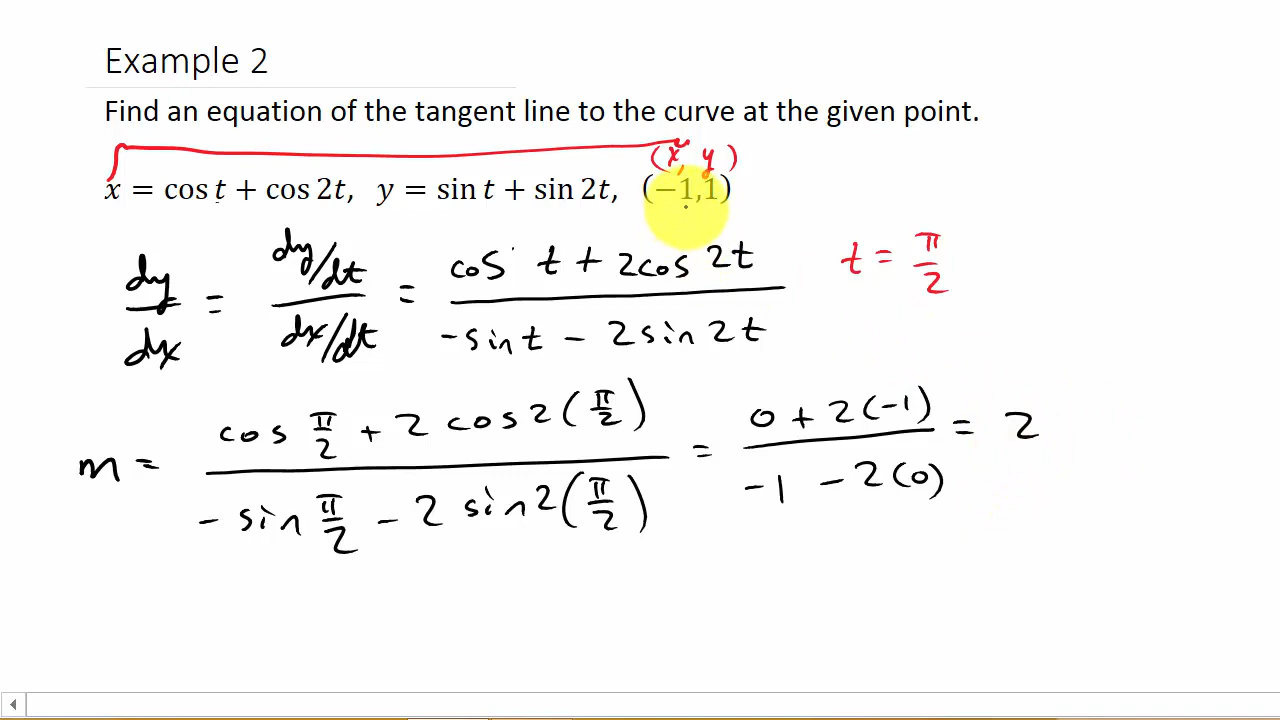 Example 2
Find an equation of the tangent line to the curve at the given point.
(x, y)
x = cos t + cos 2t, y = sin t + sin 2t, (−1,1)
dy/dx = (dy/dt)/(dx/dt) = (cos t + 2cos 2t)/(-sin t - 2 sin 2t) t = π/2
m = (cos π/2 + 2 cos 2(π/2))/(- sin π/2 - 2 sin 2(π/2)) = (0 + 2(-1))/(-1 - 2(0)) = 2